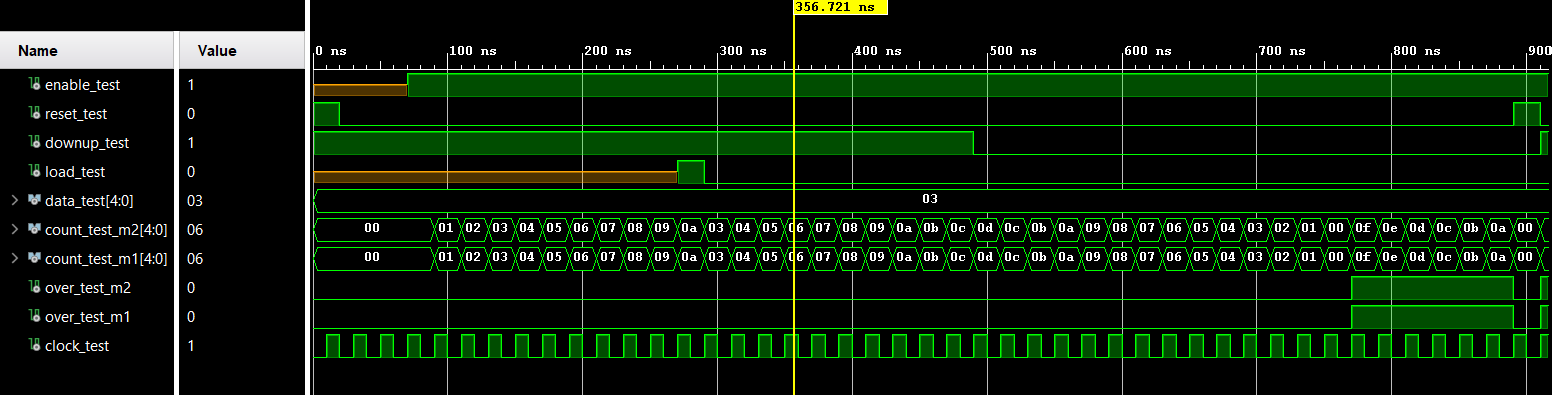 356.721 ns
Name Value 0 ns 100 ns 200 ns 300 ns 400 ns 500 ns 600 ns 700 ns 800 ns 900
enable_test 1
reset_test 0
downup_test 1
load_test 0
data_test[4:0] 03 03
count_test_m2[4:0] 06 00 01 02 03 04 05 06 07 08 09 0a 03 04 05 06 07 08 09 0a 0b 0c 0d 0c 0b 0a 09 08 07 06 05 04 03 02 01 00 0f 0e 0d 0c 0b 0a 00
count_test_m1[4:0] 06 00 01 02 03 04 05 06 07 08 09 0a 03 04 05 06 07 08 09 0a 0b 0c 0d 0c 0b 0a 09 08 07 06 05 04 03 02 01 00 0f 0e 0d 0c 0b 0a 00
over_test_m2 0
over_test_m1 0
clock_test 1